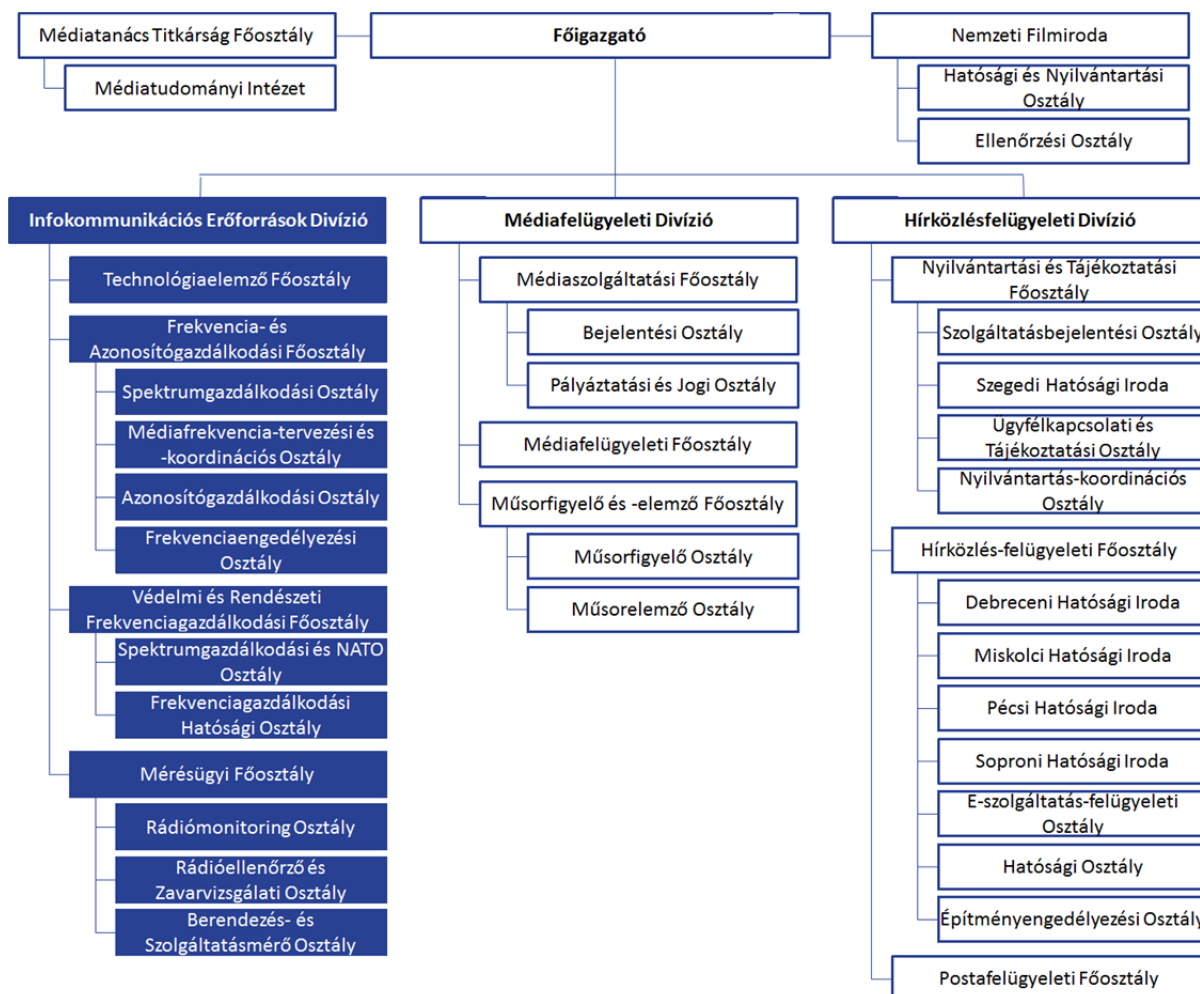 Médiatanács Titkárság Főosztály
Médiatudományi Intézet
Főigazgató
Nemzeti Filmiroda
Hatósági és Nyilvántartási
Osztály
Ellenőrzési Osztály
Infokommunikációs Erőforrások Divízió
Technológiaelemző Főosztály
Frekvencia- és
Azonosítógazdálkodási Főosztály
Spektrumgazdálkodási Osztály
Médiafrekvencia-tervezési és
-koordinációs Osztály
Azonosítógazdálkodási Osztály
Frekvenciaengedélyezési
Osztály
Védelmi és Rendészeti
Frekvenciagazdálkodási Főosztály
Spektrumgazdálkodási és NATO
Osztály
Frekvenciagazdálkodási
Hatósági Osztály
Mérésügyi Főosztály
Rádiómonitoring Osztály
Rádióellenőrző és
Zavarvizsgálati Osztály
Berendezés- és
Szolgáltatásmérő Osztály
Médiafelügyeleti Divízió
Médiaszolgáltatási Főosztály
Bejelentési Osztály
Pályáztatási és Jogi Osztály
Médiafelügyeleti Főosztály
Műsorfigyelő és -elemző Főosztály
Műsorfigyelő Osztály
Műsorelemző Osztály
Hírközlésfelügyeleti Divízió
Nyilvántartási és Tájékoztatási
Főosztály
Szolgáltatásbejelentési Osztály
Szegedi Hatósági Iroda
Ügyfélkapcsolati és
Tájékoztatási Osztály
Nyilvántartás-koordinációs
Osztály
Hírközlés-felügyeleti Főosztály
Debreceni Hatósági Iroda
Miskolci Hatósági Iroda
Pécsi Hatósági Iroda
Soproni Hatósági Iroda
E-szolgáltatás-felügyeleti
Osztály
Hatósági Osztály
Építményengedélyezési Osztály
Postafelügyeleti Főosztály